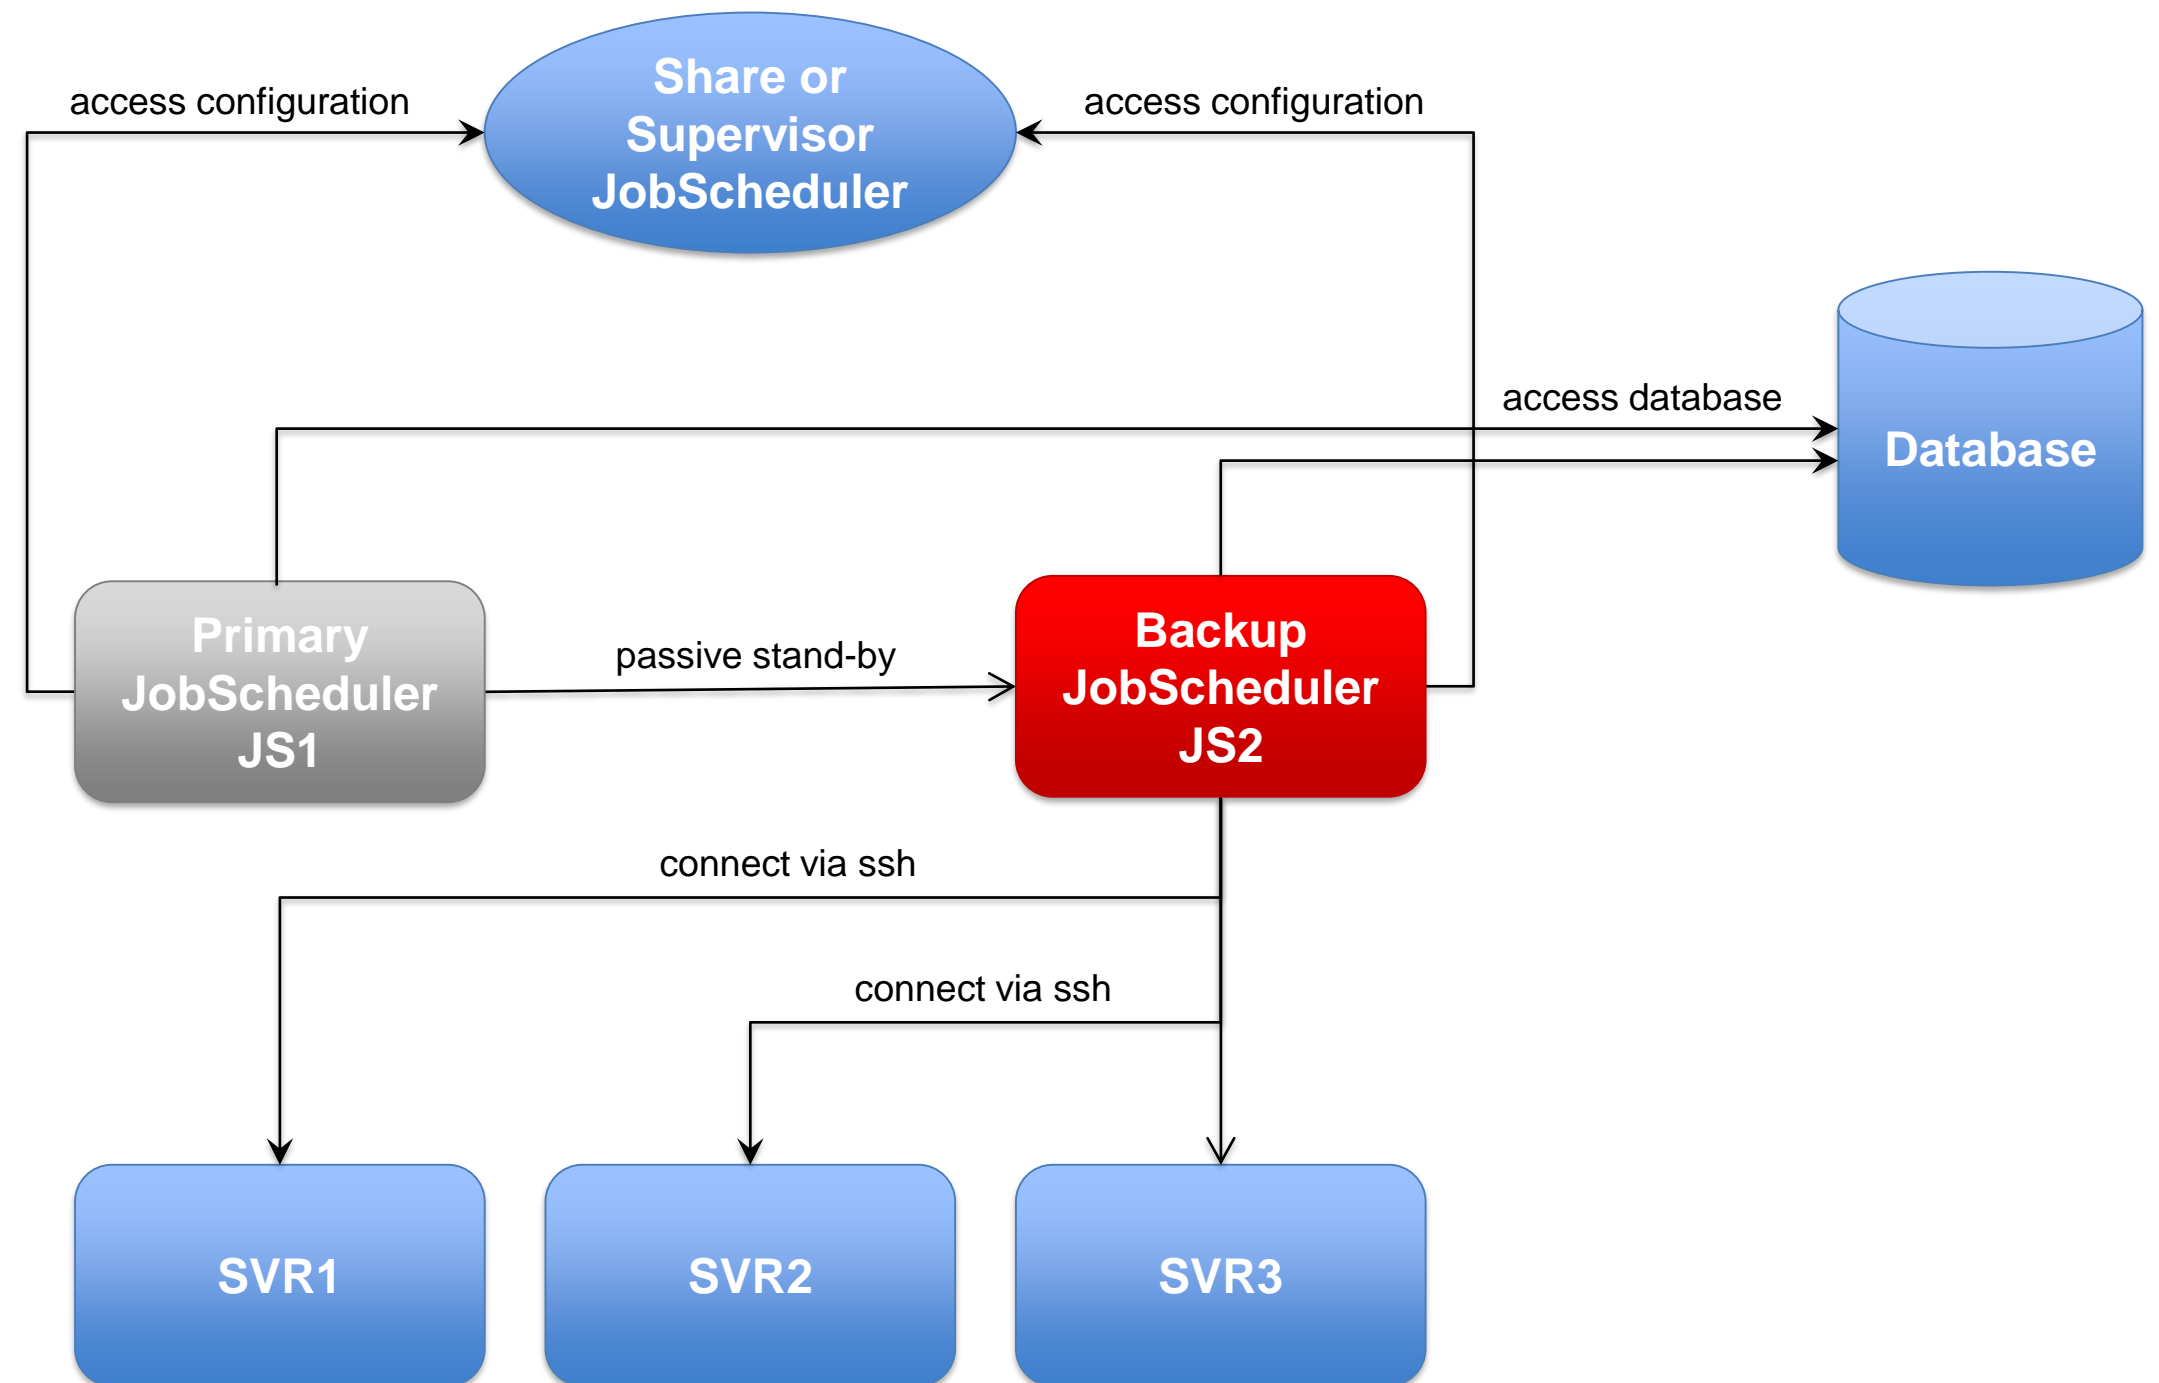 Share or
Supervisor
JobScheduler
access configuration
access configuration
access database
Database
Primary
JobScheduler
JS1
passive stand-by
Backup
JobScheduler
JS2
connect via ssh
connect via ssh
SVR1
SVR2
SVR3